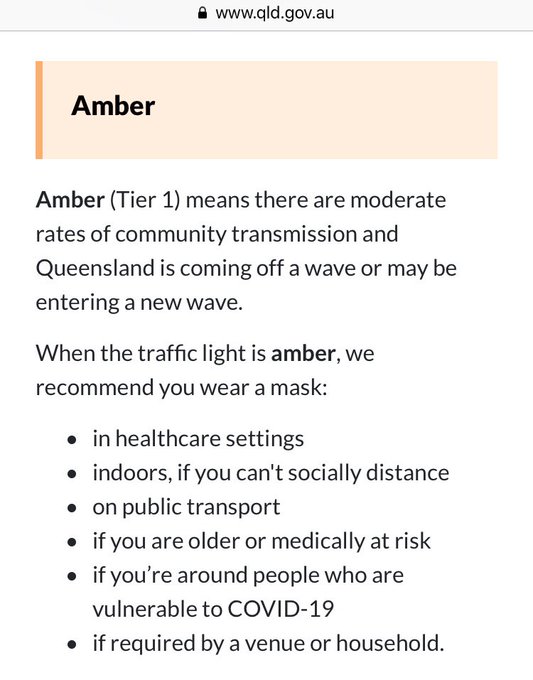 www.qld.gov.au
Amber
Amber (Tier 1) means there are moderate
rates of community transmission and
Queensland is coming off a wave or may be
entering a new wave.
When the traffic light is amber, we
recommend you wear a mask:
• in healthcare settings
• indoors, if you can't socially distance
• on public transport
• if you are older or medically at risk
• if you’re around people who are
vulnerable to COVID-19
• if required by a venue or household.